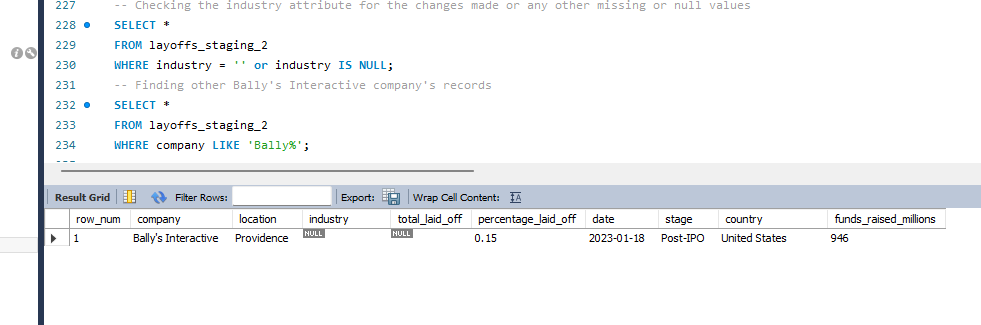 227 -- Checking the industry attribute for the changes made or any other missing or null values
228 SELECT *
229 FROM layoffs_staging_2
230 WHERE industry = '' or industry IS NULL;
231 -- Finding other Bally's Interactive company's records
232 SELECT *
233 FROM layoffs_staging_2
234 WHERE company LIKE 'Bally%';
Result Grid Filter Rows: Export: Wrap Cell Content:
row_num company location industry total_laid_off percentage_laid_off date stage country funds_raised_millions
1 Bally's Interactive Providence NULL NULL 0.15 2023-01-18 Post-IPO United States 946